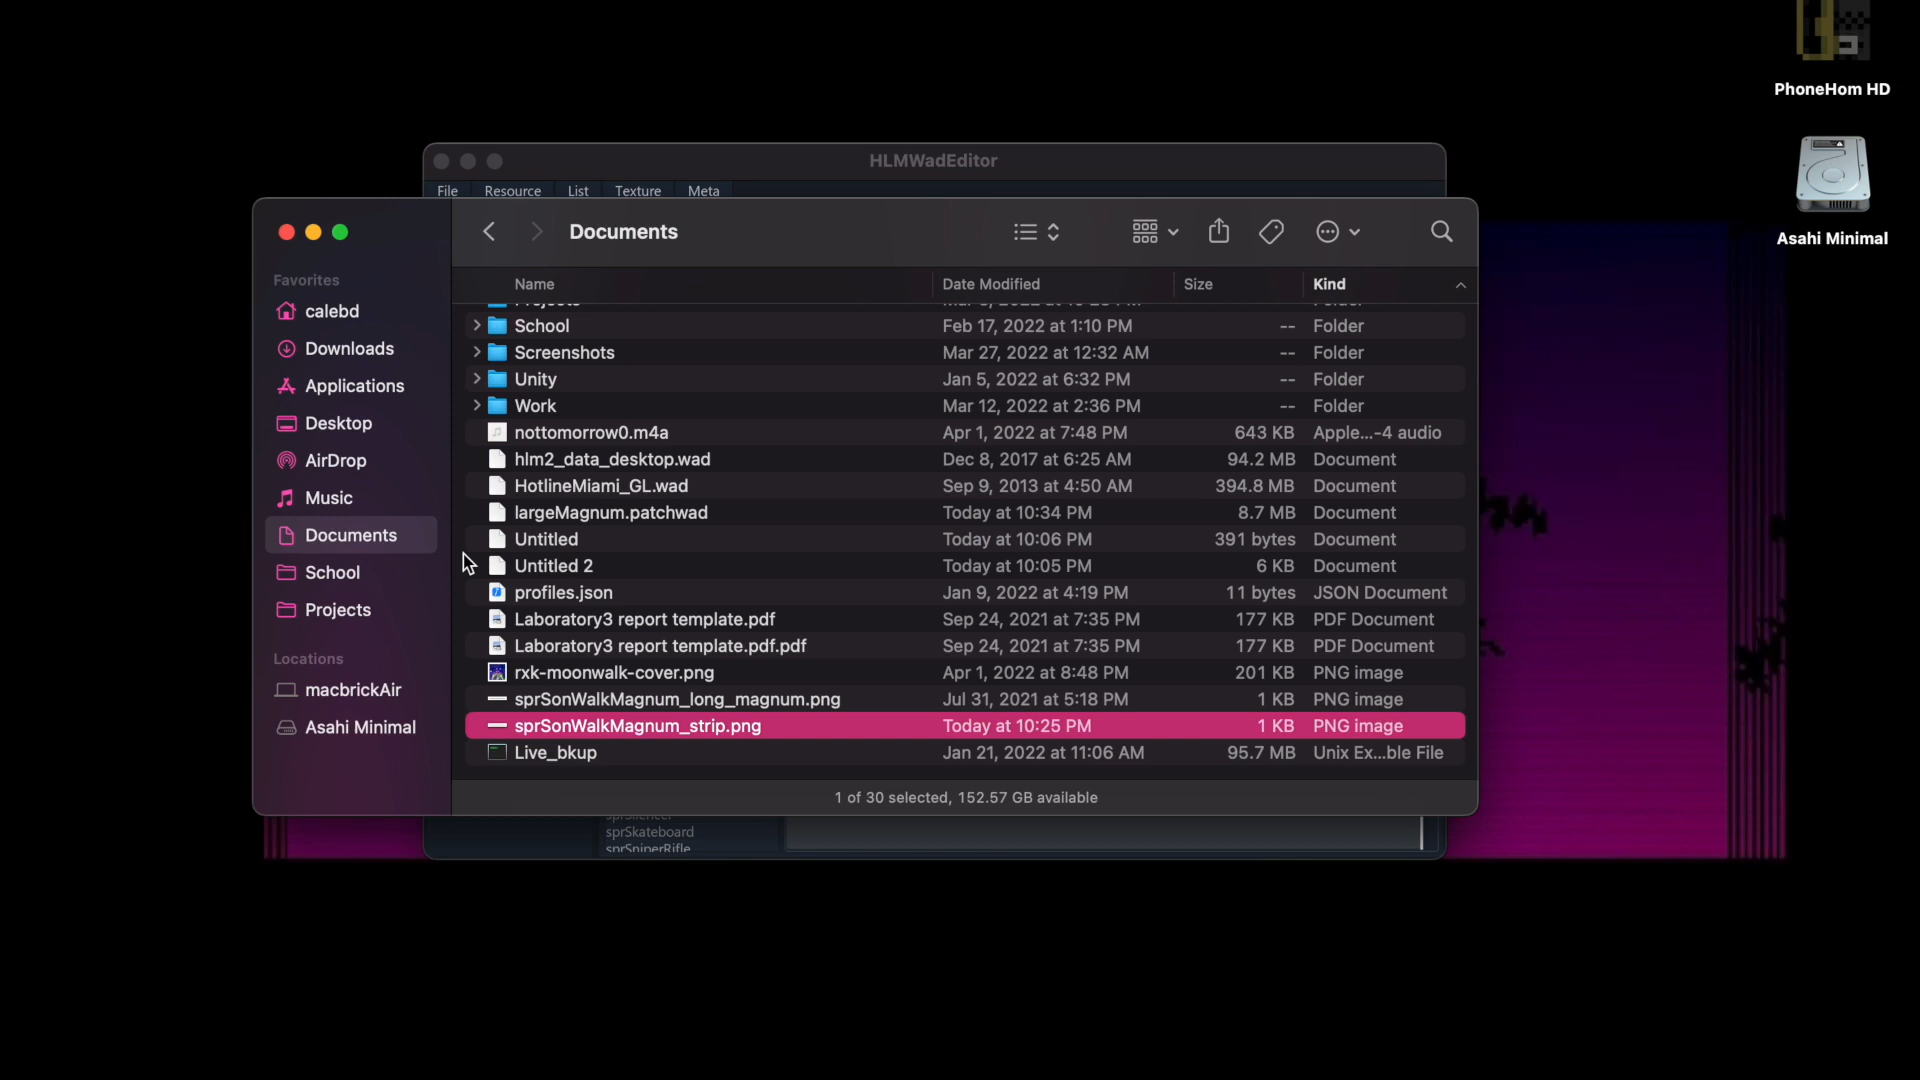 PhoneHom HD
Asahi Minimal
HLMWadEditor
File Resource List Texture Meta
Documents
Favorites
calebd
Downloads
Applications
Desktop
AirDrop
Music
Documents
School
Projects
Locations
macbrickAir
Asahi Minimal
Name Date Modified Size Kind
School Feb 17, 2022 at 1:10 PM -- Folder
Screenshots Mar 27, 2022 at 12:32 AM -- Folder
Unity Jan 5, 2022 at 6:32 PM -- Folder
Work Mar 12, 2022 at 2:36 PM -- Folder
nottomorrow0.m4a Apr 1, 2022 at 7:48 PM 643 KB Apple...-4 audio
hlm2_data_desktop.wad Dec 8, 2017 at 6:25 AM 94.2 MB Document
HotlineMiami_GL.wad Sep 9, 2013 at 4:50 AM 394.8 MB Document
largeMagnum.patchwad Today at 10:34 PM 8.7 MB Document
Untitled Today at 10:06 PM 391 bytes Document
Untitled 2 Today at 10:05 PM 6 KB Document
profiles.json Jan 9, 2022 at 4:19 PM 11 bytes JSON Document
Laboratory3 report template.pdf Sep 24, 2021 at 7:35 PM 177 KB PDF Document
Laboratory3 report template.pdf.pdf Sep 24, 2021 at 7:35 PM 177 KB PDF Document
rxk-moonwalk-cover.png Apr 1, 2022 at 8:48 PM 201 KB PNG image
sprSonWalkMagnum_long_magnum.png Jul 31, 2021 at 5:18 PM 1 KB PNG image
sprSonWalkMagnum_strip.png Today at 10:25 PM 1 KB PNG image
Live_bkup Jan 21, 2022 at 11:06 AM 95.7 MB Unix Ex...ble File
1 of 30 selected, 152.57 GB available
sprSkateboard
sprSniperRifle